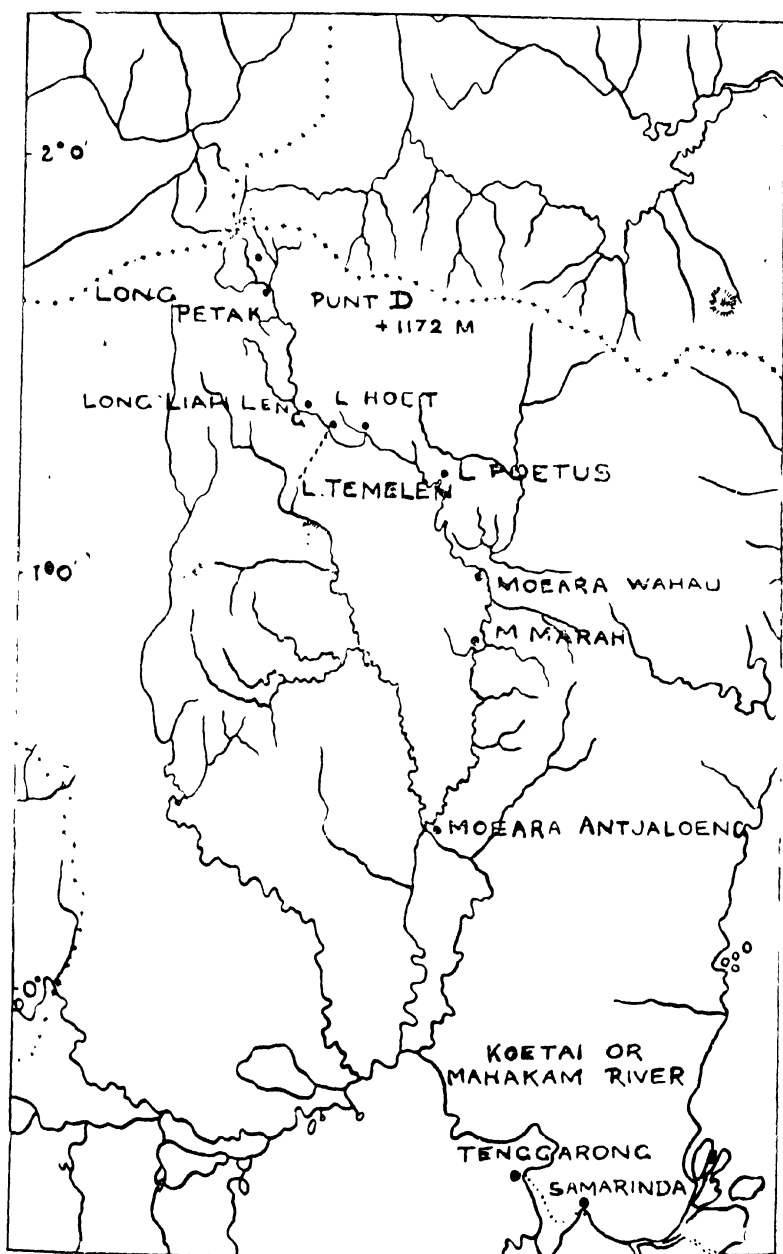 2°0'
LONG
PETAK
PUNT D
+1172 M
LONG LIAH LENG
L HOET
L.TEMELEN
L POETUS
1°0'
MOEARA WAHAU
M MARAH
MOEARA ANTJALOENG
0°
KOETAI OR
MAHAKAM RIVER
TENGGARONG
SAMARINDA